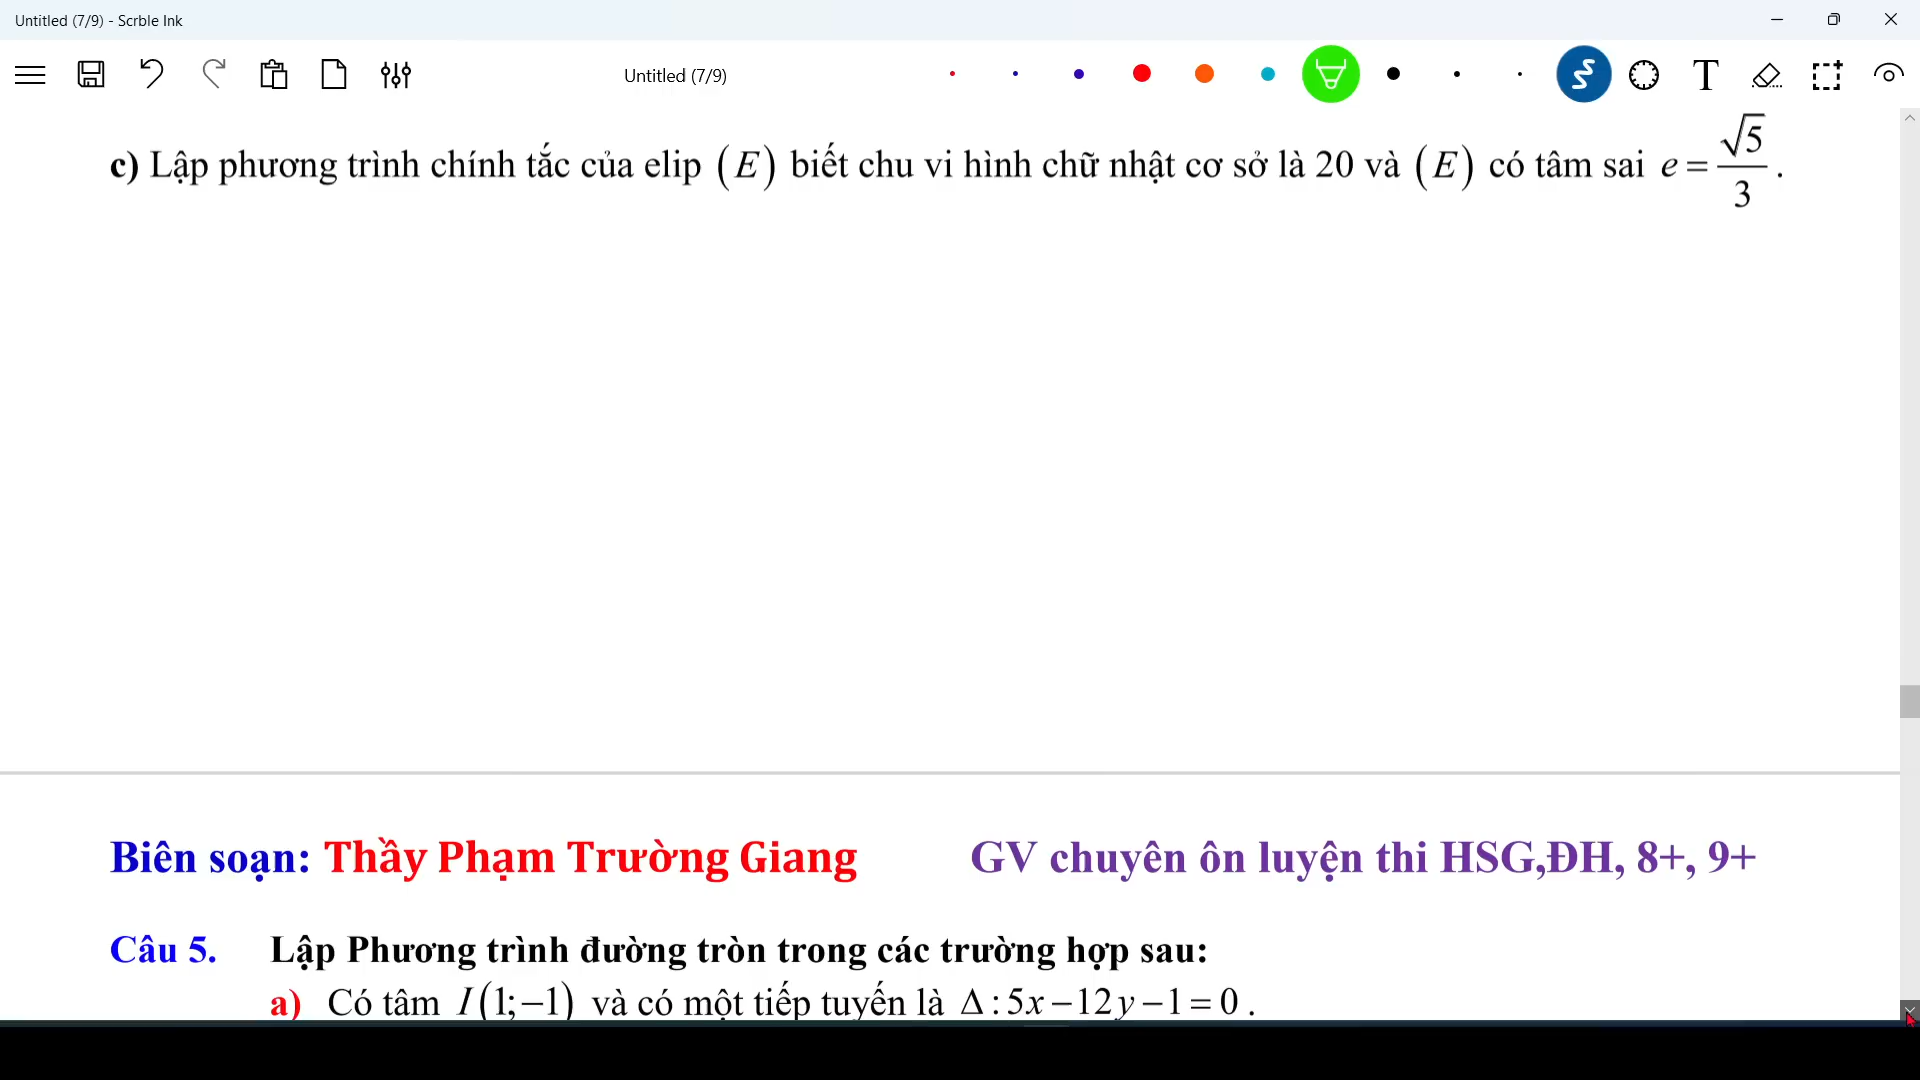 Untitled (7/9) - Scrble Ink
Untitled (7/9)
T
c) Lập phương trình chính tắc của elip (E) biết chu vi hình chữ nhật cơ sở là 20 và (E) có tâm sai e = √5/3 .
Biên soạn: Thầy Phạm Trường Giang GV chuyên ôn luyện thi HSG,ĐH, 8+, 9+
Câu 5. Lập Phương trình đường tròn trong các trường hợp sau:
a) Có tâm I(1;−1) và có một tiếp tuyến là Δ:5x−12y−1=0.